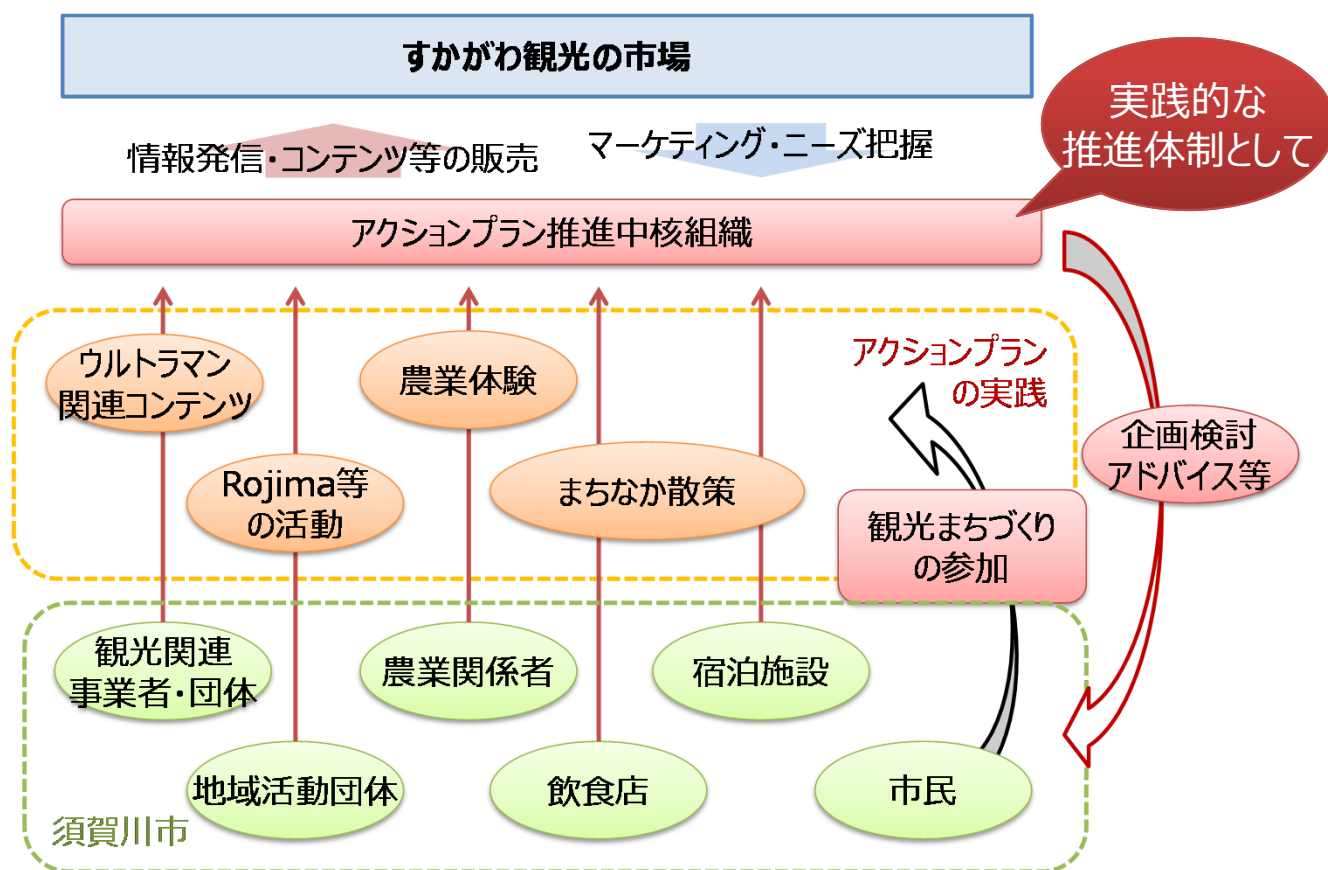 すかがわ観光の市場
実践的な
推進体制として
情報発信・コンテンツ等の販売
マーケティング・ニーズ把握
アクションプラン推進中核組織
ウルトラマン
関連コンテンツ
農業体験
アクションプラン
の実践
Rojima等
の活動
まちなか散策
企画検討
アドバイス等
観光まちづくり
の参加
観光関連
事業者・団体
農業関係者
宿泊施設
地域活動団体
飲食店
市民
須賀川市